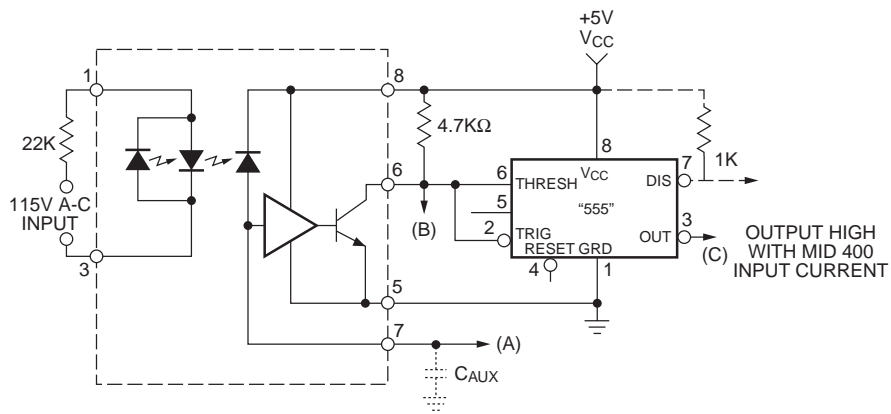 +5V
VCC
1
8
22K
4.7KΩ
1K
8
VCC
7
6
6
THRESH
DIS
5
"555"
115V A-C
INPUT
(B)
3
2
TRIG
OUT
(C)
RESET GRD
4
1
OUTPUT HIGH
WITH MID 400
INPUT CURRENT
3
5
7
(A)
CAUX